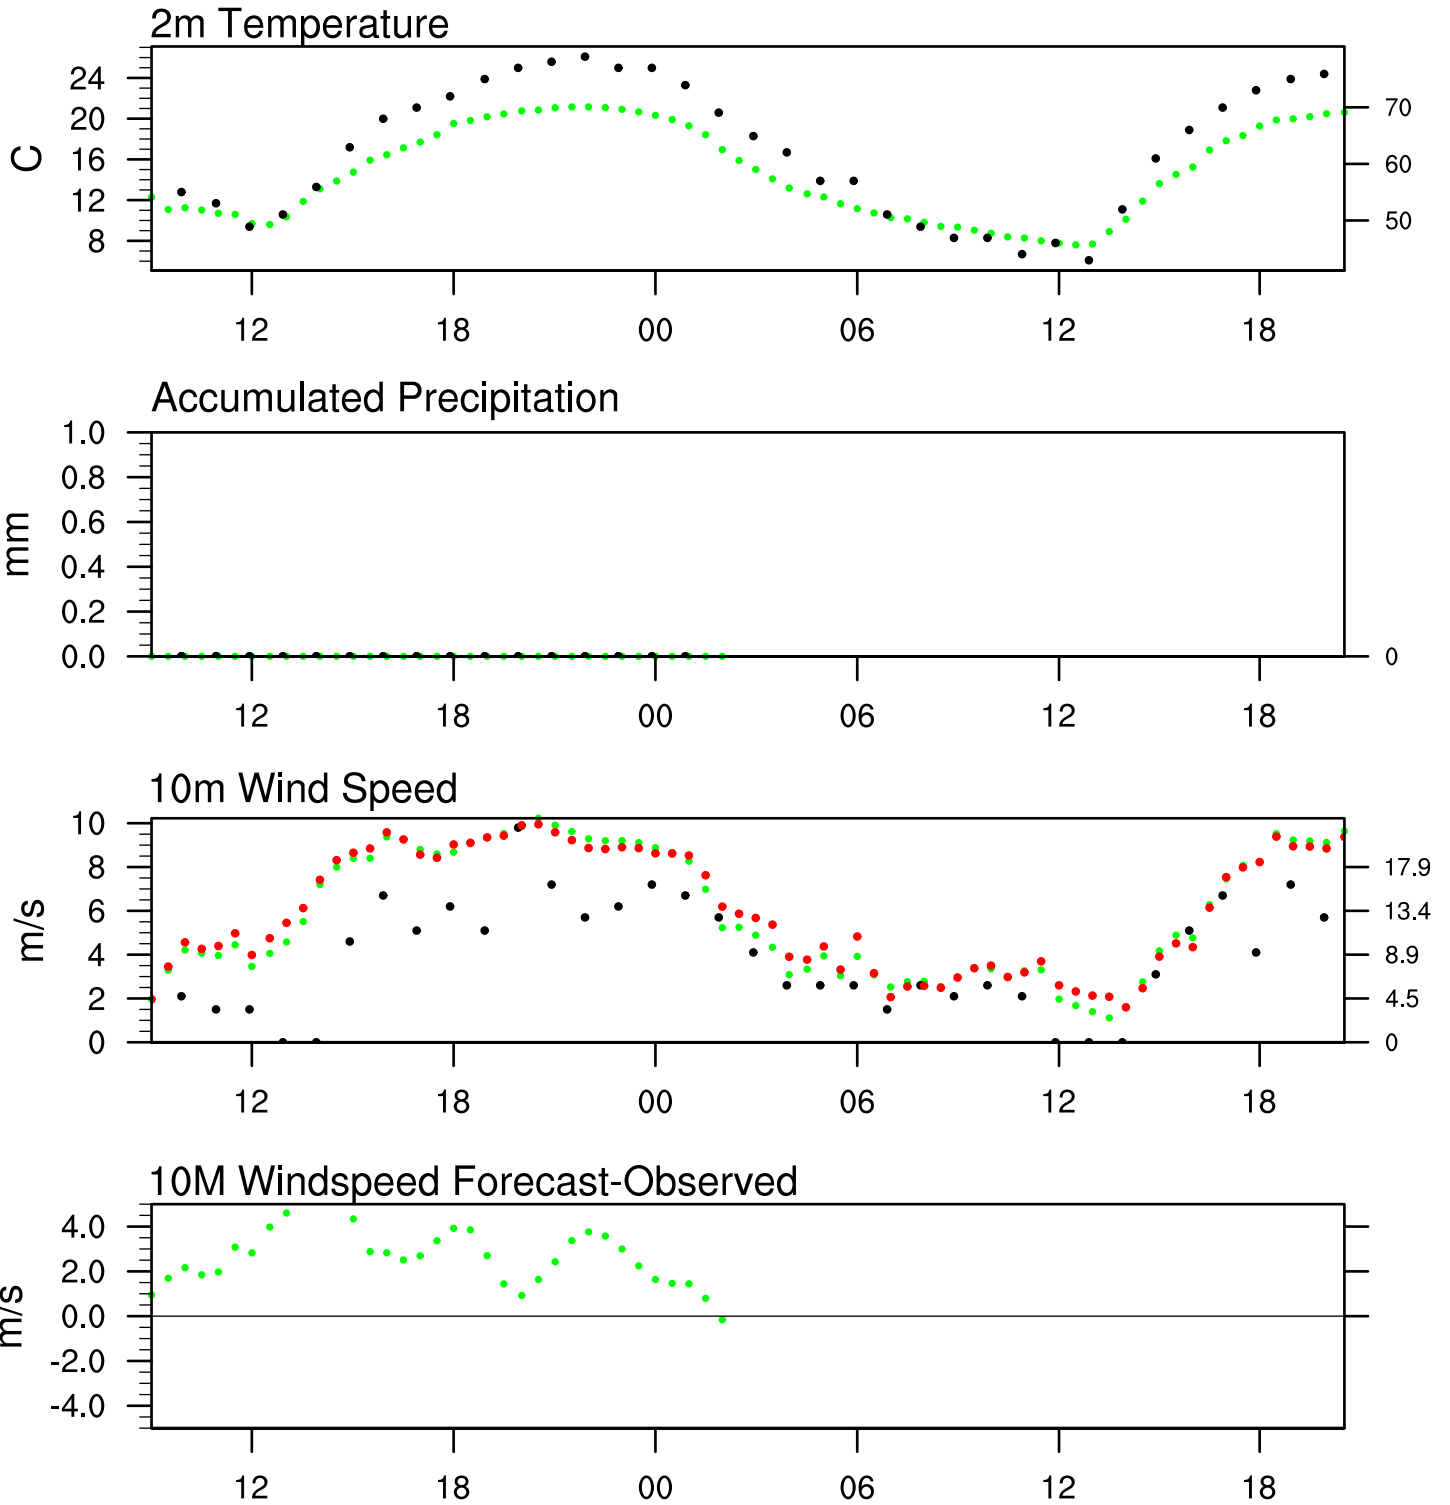 2m Temperature
24
20
16
12
8
C
70
60
50
12 18 00 06 12 18
Accumulated Precipitation
1.0
0.8
0.6
0.4
0.2
0.0
mm
0
12 18 00 06 12 18
10m Wind Speed
10
8
6
4
2
0
m/s
17.9
13.4
8.9
4.5
0
12 18 00 06 12 18
10M Windspeed Forecast-Observed
4.0
2.0
0.0
-2.0
-4.0
m/s
12 18 00 06 12 18